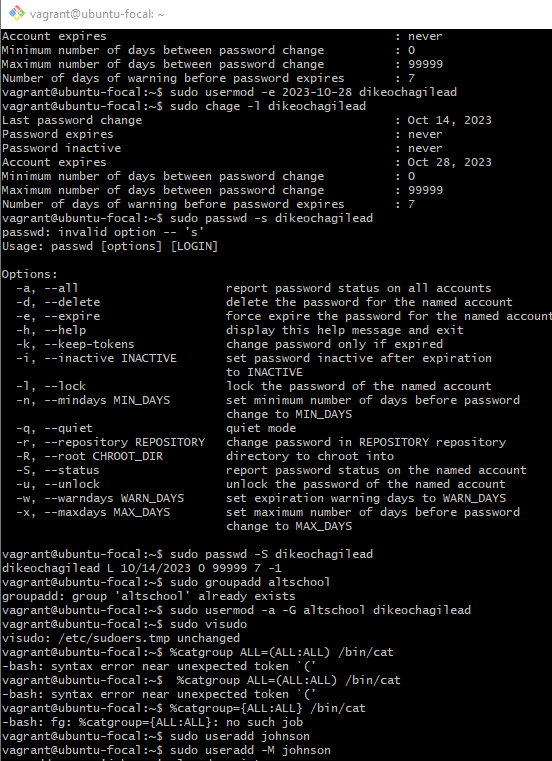 vagrant@ubuntu-focal: ~
Account expires : never
Minimum number of days between password change : 0
Maximum number of days between password change : 99999
Number of days of warning before password expires : 7
vagrant@ubuntu-focal:~$ sudo usermod -e 2023-10-28 dikeochagilead
vagrant@ubuntu-focal:~$ sudo chage -l dikeochagilead
Last password change : Oct 14, 2023
Password expires : never
Password inactive : never
Account expires : Oct 28, 2023
Minimum number of days between password change : 0
Maximum number of days between password change : 99999
Number of days of warning before password expires : 7
vagrant@ubuntu-focal:~$ sudo passwd -s dikeochagilead
passwd: invalid option -- 's'
Usage: passwd [options] [LOGIN]
Options:
-a, --all report password status on all accounts
-d, --delete delete the password for the named account
-e, --expire force expire the password for the named account
-h, --help display this help message and exit
-k, --keep-tokens change password only if expired
-i, --inactive INACTIVE set password inactive after expiration
to INACTIVE
-l, --lock lock the password of the named account
-n, --mindays MIN_DAYS set minimum number of days before password
change to MIN_DAYS
-q, --quiet quiet mode
-r, --repository REPOSITORY change password in REPOSITORY repository
-R, --root CHROOT_DIR directory to chroot into
-S, --status report password status on the named account
-u, --unlock unlock the password of the named account
-w, --warndays WARN_DAYS set expiration warning days to WARN_DAYS
-x, --maxdays MAX_DAYS set maximum number of days before password
change to MAX_DAYS
vagrant@ubuntu-focal:~$ sudo passwd -S dikeochagilead
dikeochagilead L 10/14/2023 0 99999 7 -1
vagrant@ubuntu-focal:~$ sudo groupadd altschool
groupadd: group 'altschool' already exists
vagrant@ubuntu-focal:~$ sudo usermod -a -G altschool dikeochagilead
vagrant@ubuntu-focal:~$ sudo visudo
visudo: /etc/sudoers.tmp unchanged
vagrant@ubuntu-focal:~$ %catgroup ALL=(ALL:ALL) /bin/cat
-bash: syntax error near unexpected token `('
vagrant@ubuntu-focal:~$  %catgroup ALL=(ALL:ALL) /bin/cat
-bash: syntax error near unexpected token `('
vagrant@ubuntu-focal:~$ %catgroup={ALL:ALL} /bin/cat
-bash: fg: %catgroup={ALL:ALL}: no such job
vagrant@ubuntu-focal:~$ sudo useradd johnson
vagrant@ubuntu-focal:~$ sudo useradd -M johnson